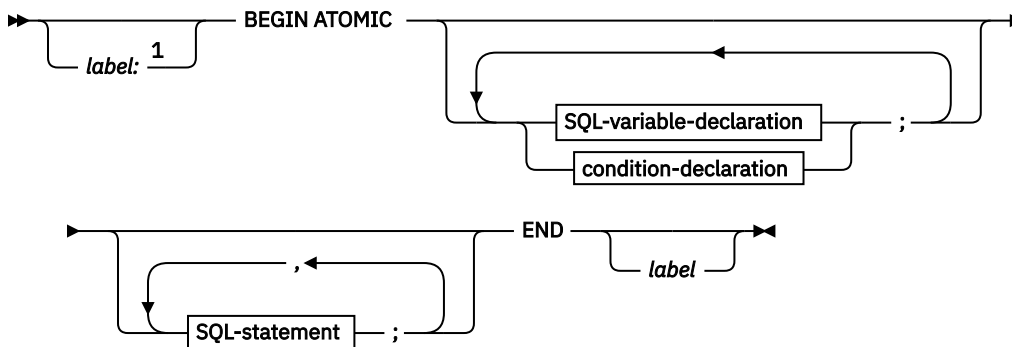 BEGIN ATOMIC
label: 1
SQL-variable-declaration ;
condition-declaration
END
label
,
SQL-statement ;